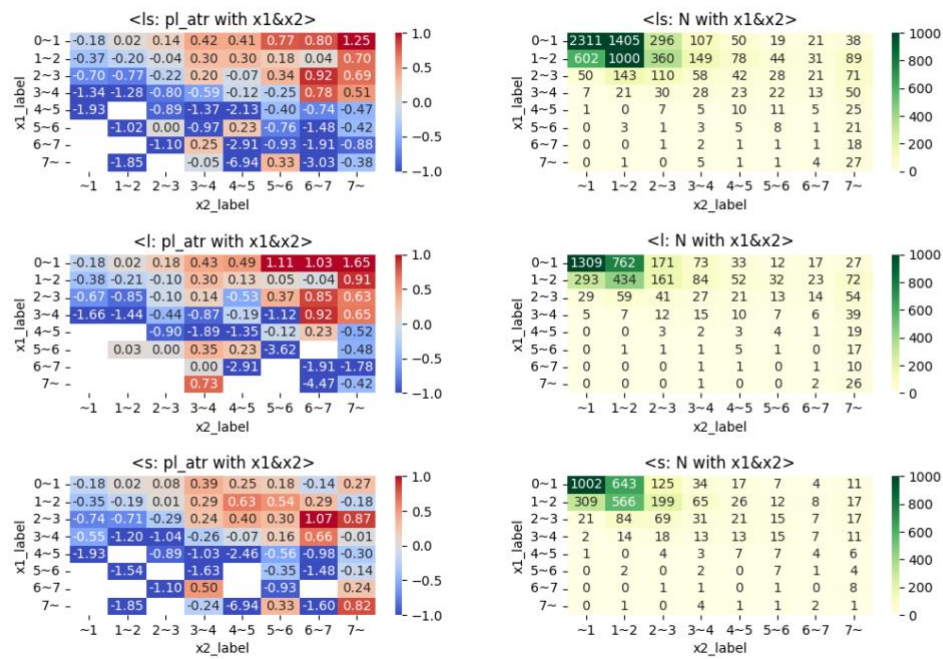 <ls: pl_atr with x1&x2>
x1_label
0~1 -0.18 0.02 0.14 0.42 0.41 0.77 0.80 1.25
1~2 -0.37 -0.20 -0.04 0.30 0.30 0.18 0.04 0.70
2~3 -0.70 -0.77 -0.22 0.20 -0.07 0.34 0.92 0.69
3~4 -1.34 -1.28 -0.80 -0.59 -0.12 -0.25 0.78 0.51
4~5 -1.93 -0.89 -1.37 -2.13 -0.40 -0.74 -0.47
5~6 -1.02 0.00 -0.97 0.23 -0.76 -1.48 -0.42
6~7 -1.10 0.25 -2.91 -0.93 -1.91 -0.88
7~ -1.85 -0.05 -6.94 0.33 -3.03 -0.38
~1 1~2 2~3 3~4 4~5 5~6 6~7 7~
x2_label
1.0
0.5
0.0
−0.5
−1.0
<ls: N with x1&x2>
x1_label
0~1 2311 1405 296 107 50 19 21 38
1~2 602 1000 360 149 78 44 31 89
2~3 50 143 110 58 42 28 21 71
3~4 7 21 30 28 23 22 13 50
4~5 1 0 7 5 10 11 5 25
5~6 0 3 1 3 5 8 1 21
6~7 0 0 1 2 1 1 1 18
7~ 0 1 0 5 1 1 4 27
~1 1~2 2~3 3~4 4~5 5~6 6~7 7~
x2_label
1000
800
600
400
200
0
<l: pl_atr with x1&x2>
x1_label
0~1 -0.18 0.02 0.18 0.43 0.49 1.11 1.03 1.65
1~2 -0.38 -0.21 -0.10 0.30 0.13 0.05 -0.04 0.91
2~3 -0.67 -0.85 -0.10 0.14 -0.53 0.37 0.85 0.63
3~4 -1.66 -1.44 -0.44 -0.87 -0.19 -1.12 0.92 0.65
4~5 -0.90 -1.89 -1.35 -0.12 0.23 -0.52
5~6 0.03 0.00 0.35 0.23 -3.62 -0.48
6~7 0.00 -2.91 -1.91 -1.78
7~ 0.73 -4.47 -0.42
~1 1~2 2~3 3~4 4~5 5~6 6~7 7~
x2_label
1.0
0.5
0.0
−0.5
−1.0
<l: N with x1&x2>
x1_label
0~1 1309 762 171 73 33 12 17 27
1~2 293 434 161 84 52 32 23 72
2~3 29 59 41 27 21 13 14 54
3~4 5 7 12 15 10 7 6 39
4~5 0 0 3 2 3 4 1 19
5~6 0 1 1 1 5 1 0 17
6~7 0 0 0 1 1 0 1 10
7~ 0 0 0 1 0 0 2 26
~1 1~2 2~3 3~4 4~5 5~6 6~7 7~
x2_label
1000
800
600
400
200
0
<s: pl_atr with x1&x2>
x1_label
0~1 -0.18 0.02 0.08 0.39 0.25 0.18 -0.14 0.27
1~2 -0.35 -0.19 0.01 0.29 0.63 0.54 0.29 -0.18
2~3 -0.74 -0.71 -0.29 0.24 0.40 0.30 1.07 0.87
3~4 -0.55 -1.20 -1.04 -0.26 -0.07 0.16 0.66 -0.01
4~5 -1.93 -0.89 -1.03 -2.46 -0.56 -0.98 -0.30
5~6 -1.54 -1.63 -0.35 -1.48 -0.14
6~7 -1.10 0.50 -0.93 0.24
7~ -1.85 -0.24 -6.94 0.33 -1.60 0.82
~1 1~2 2~3 3~4 4~5 5~6 6~7 7~
x2_label
1.0
0.5
0.0
−0.5
−1.0
<s: N with x1&x2>
x1_label
0~1 1002 643 125 34 17 7 4 11
1~2 309 566 199 65 26 12 8 17
2~3 21 84 69 31 21 15 7 17
3~4 2 14 18 13 13 15 7 11
4~5 1 0 4 3 7 7 4 6
5~6 0 2 0 2 0 7 1 4
6~7 0 0 1 1 0 1 0 8
7~ 0 1 0 4 1 1 2 1
~1 1~2 2~3 3~4 4~5 5~6 6~7 7~
x2_label
1000
800
600
400
200
0